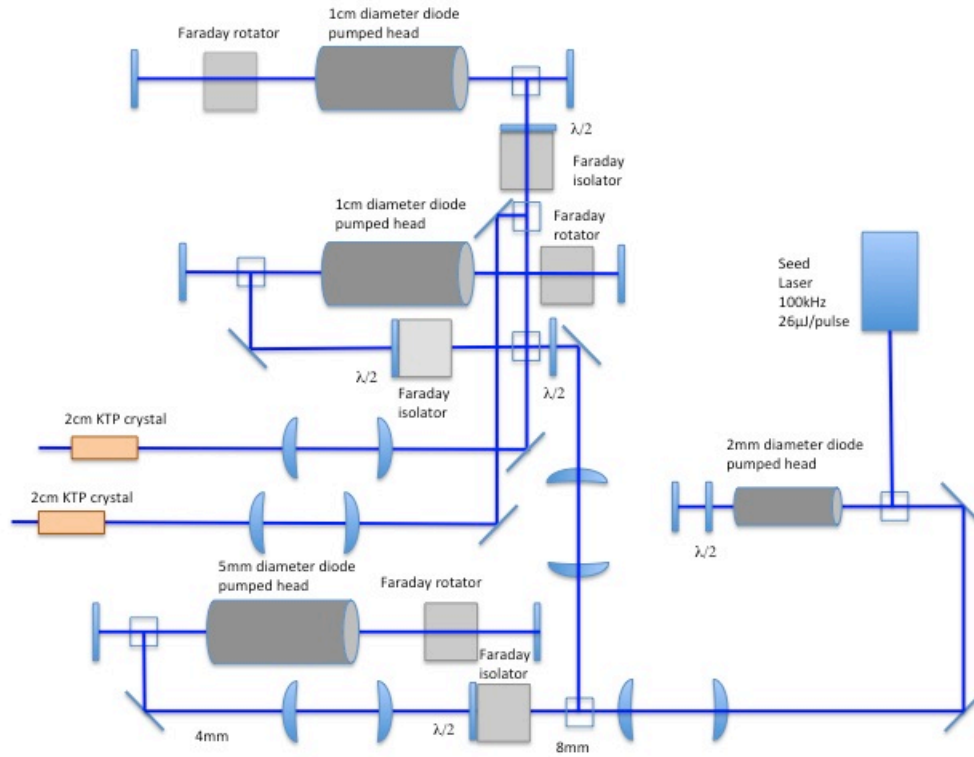 1cm diameter diode
pumped head
Faraday rotator
λ/2
Faraday
isolator
1cm diameter diode
pumped head
Faraday
rotator
Seed
Laser
100kHz
26μJ/pulse
λ/2
Faraday
isolator
λ/2
2cm KTP crystal
2mm diameter diode
pumped head
2cm KTP crystal
λ/2
5mm diameter diode
pumped head
Faraday rotator
Faraday
isolator
4mm
λ/2
8mm